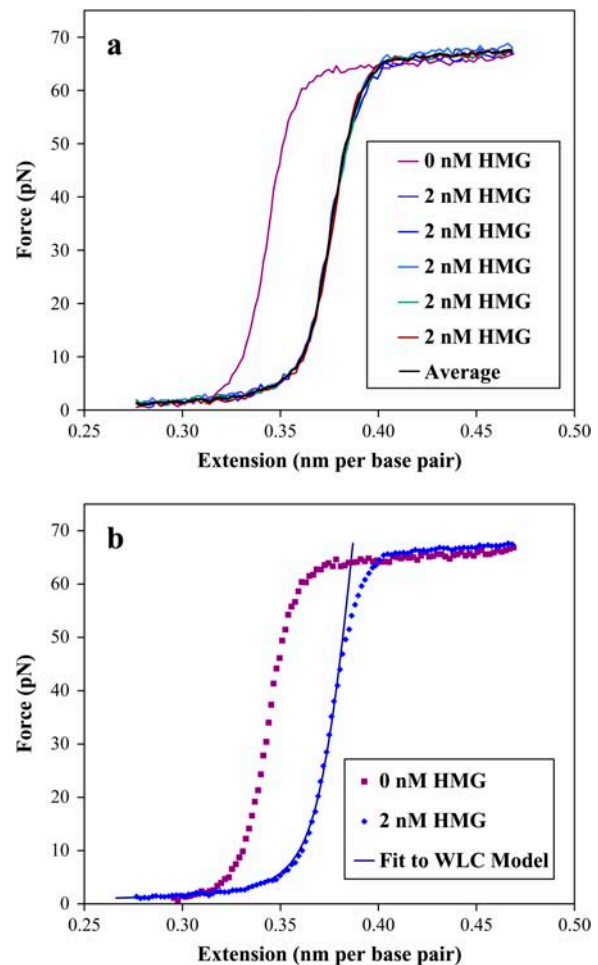 a
70
60
50
40
30
20
10
0
Force (pN)
0 nM HMG
2 nM HMG
2 nM HMG
2 nM HMG
2 nM HMG
2 nM HMG
Average
0.25 0.30 0.35 0.40 0.45 0.50
Extension (nm per base pair)
b
70
60
50
40
30
20
10
0
Force (pN)
0 nM HMG
2 nM HMG
Fit to WLC Model
0.25 0.30 0.35 0.40 0.45 0.50
Extension (nm per base pair)